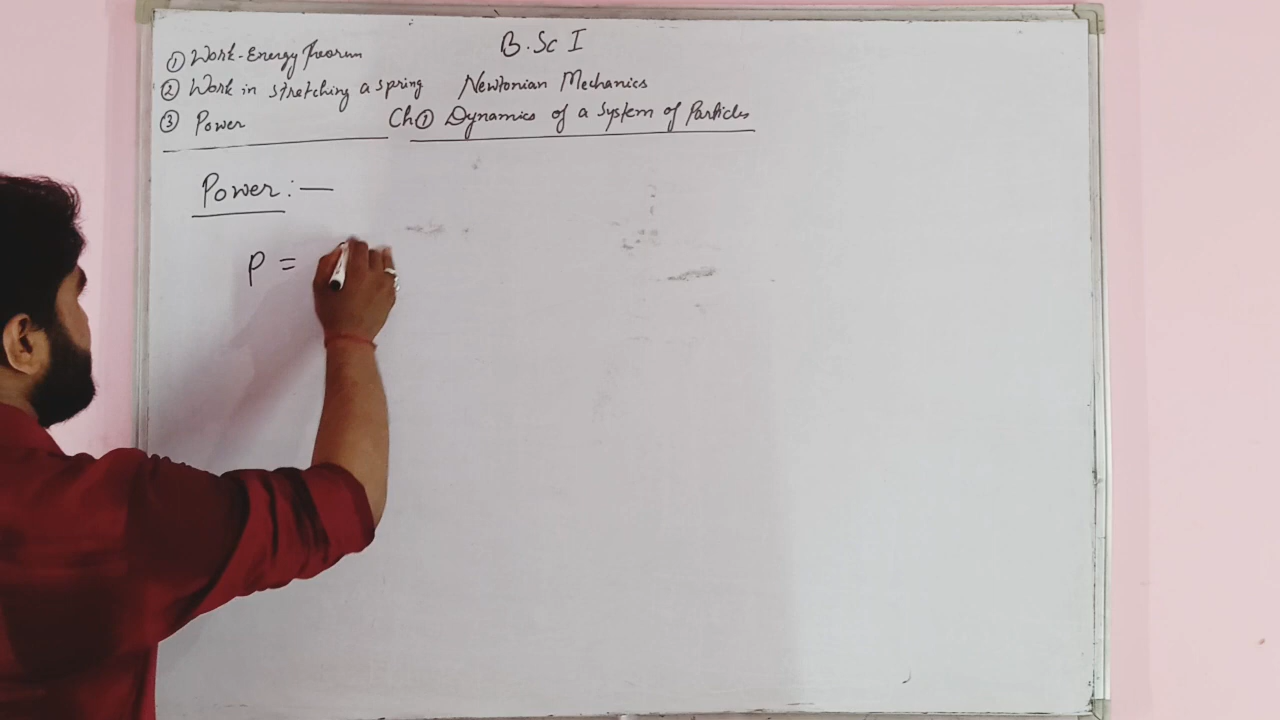 B.Sc I
① Work-Energy Theorem
② Work in stretching a spring
③ Power
Newtonian Mechanics
Ch① Dynamics of a System of Particles
Power:—
P =